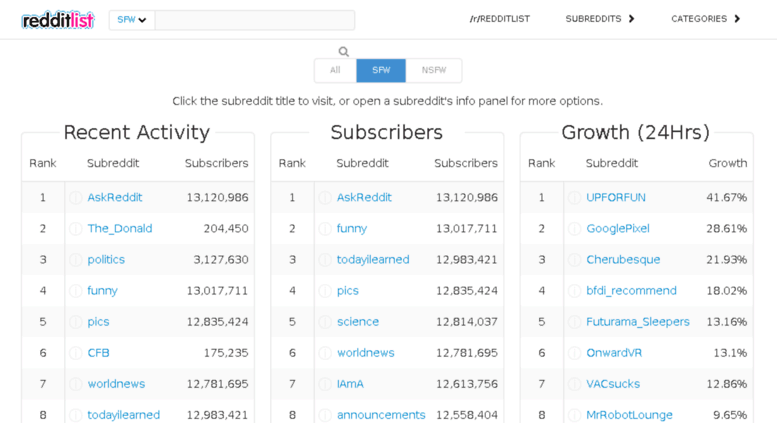 redditlist
SFW
/r/REDDITLIST
SUBREDDITS
CATEGORIES
All
SFW
NSFW
Click the subreddit title to visit, or open a subreddit's info panel for more options.
Recent Activity
Rank Subreddit Subscribers
1 AskReddit 13,120,986
2 The_Donald 204,450
3 politics 3,127,630
4 funny 13,017,711
5 pics 12,835,424
6 CFB 175,235
7 worldnews 12,781,695
8 todayilearned 12,983,421
Subscribers
Rank Subreddit Subscribers
1 AskReddit 13,120,986
2 funny 13,017,711
3 todayilearned 12,983,421
4 pics 12,835,424
5 science 12,814,037
6 worldnews 12,781,695
7 IAmA 12,613,756
8 announcements 12,558,404
Growth (24Hrs)
Rank Subreddit Growth
1 UPFORFUN 41.67%
2 GooglePixel 28.61%
3 Cherubesque 21.93%
4 bfdi_recommend 18.02%
5 Futurama_Sleepers 13.16%
6 OnwardVR 13.1%
7 VACsucks 12.86%
8 MrRobotLounge 9.65%